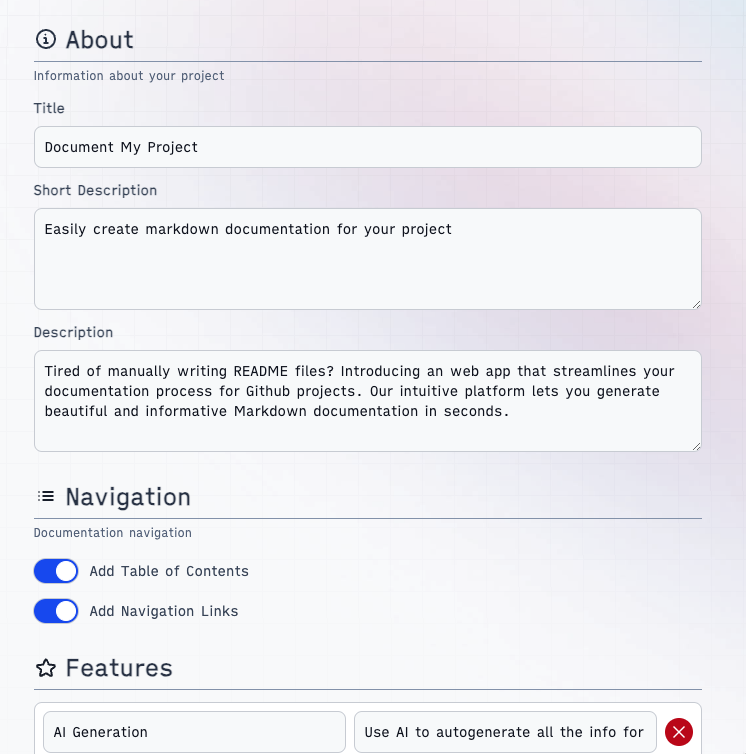 About
Information about your project
Title
Document My Project
Short Description
Easily create markdown documentation for your project
Description
Tired of manually writing README files? Introducing an web app that streamlines your
documentation process for Github projects. Our intuitive platform lets you generate
beautiful and informative Markdown documentation in seconds.
Navigation
Documentation navigation
Add Table of Contents
Add Navigation Links
Features
AI Generation
Use AI to autogenerate all the info for